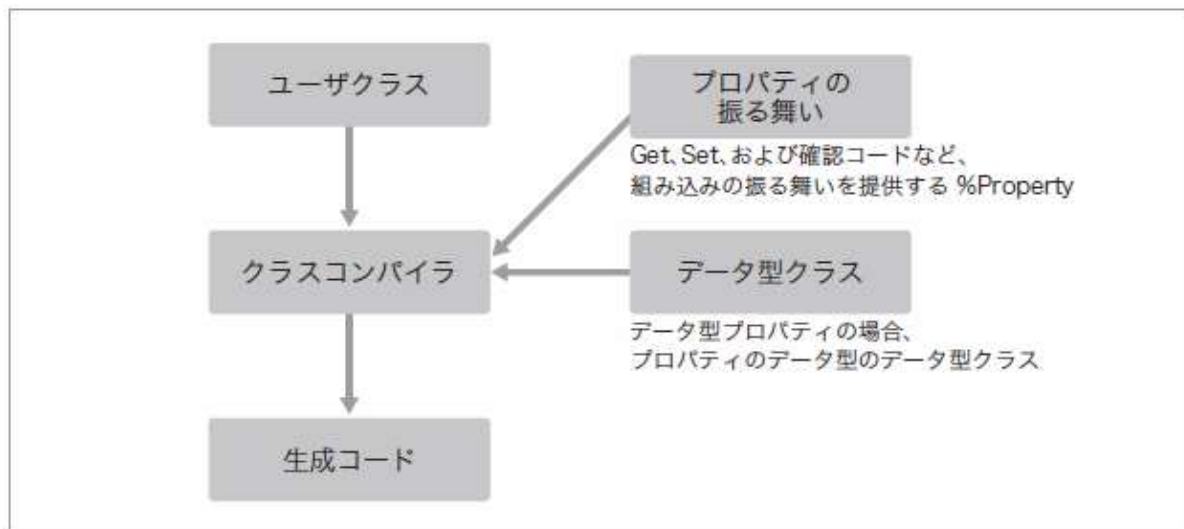 ユーザクラス
プロパティの
振る舞い
Get、Set、および確認コードなど、
組み込みの振る舞いを提供する %Property
クラスコンパイラ
データ型クラス
データ型プロパティの場合、
プロパティのデータ型のデータ型クラス
生成コード